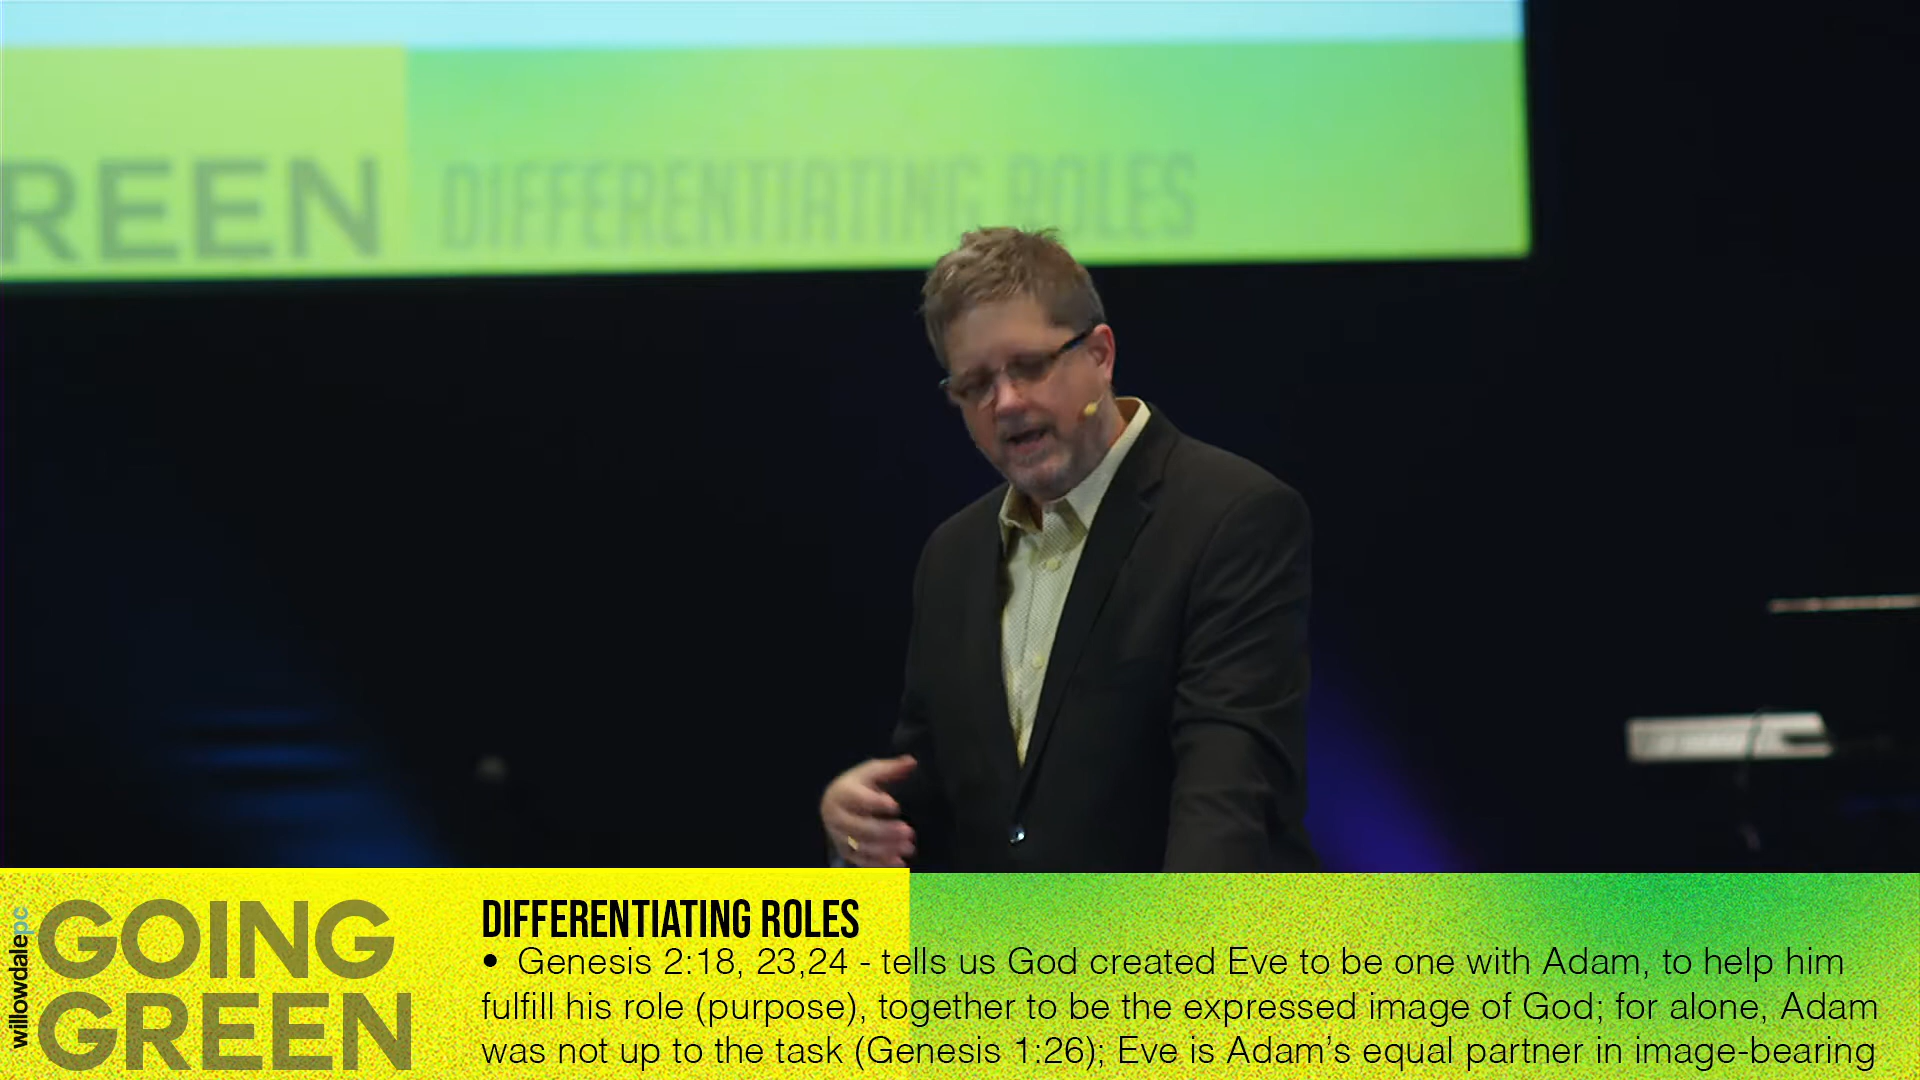 REEN DIFFERENTIATING ROLES
willowdalepc
GOING
GREEN
DIFFERENTIATING ROLES
• Genesis 2:18, 23,24 - tells us God created Eve to be one with Adam, to help him
fulfill his role (purpose), together to be the expressed image of God; for alone, Adam
was not up to the task (Genesis 1:26); Eve is Adam’s equal partner in image-bearing